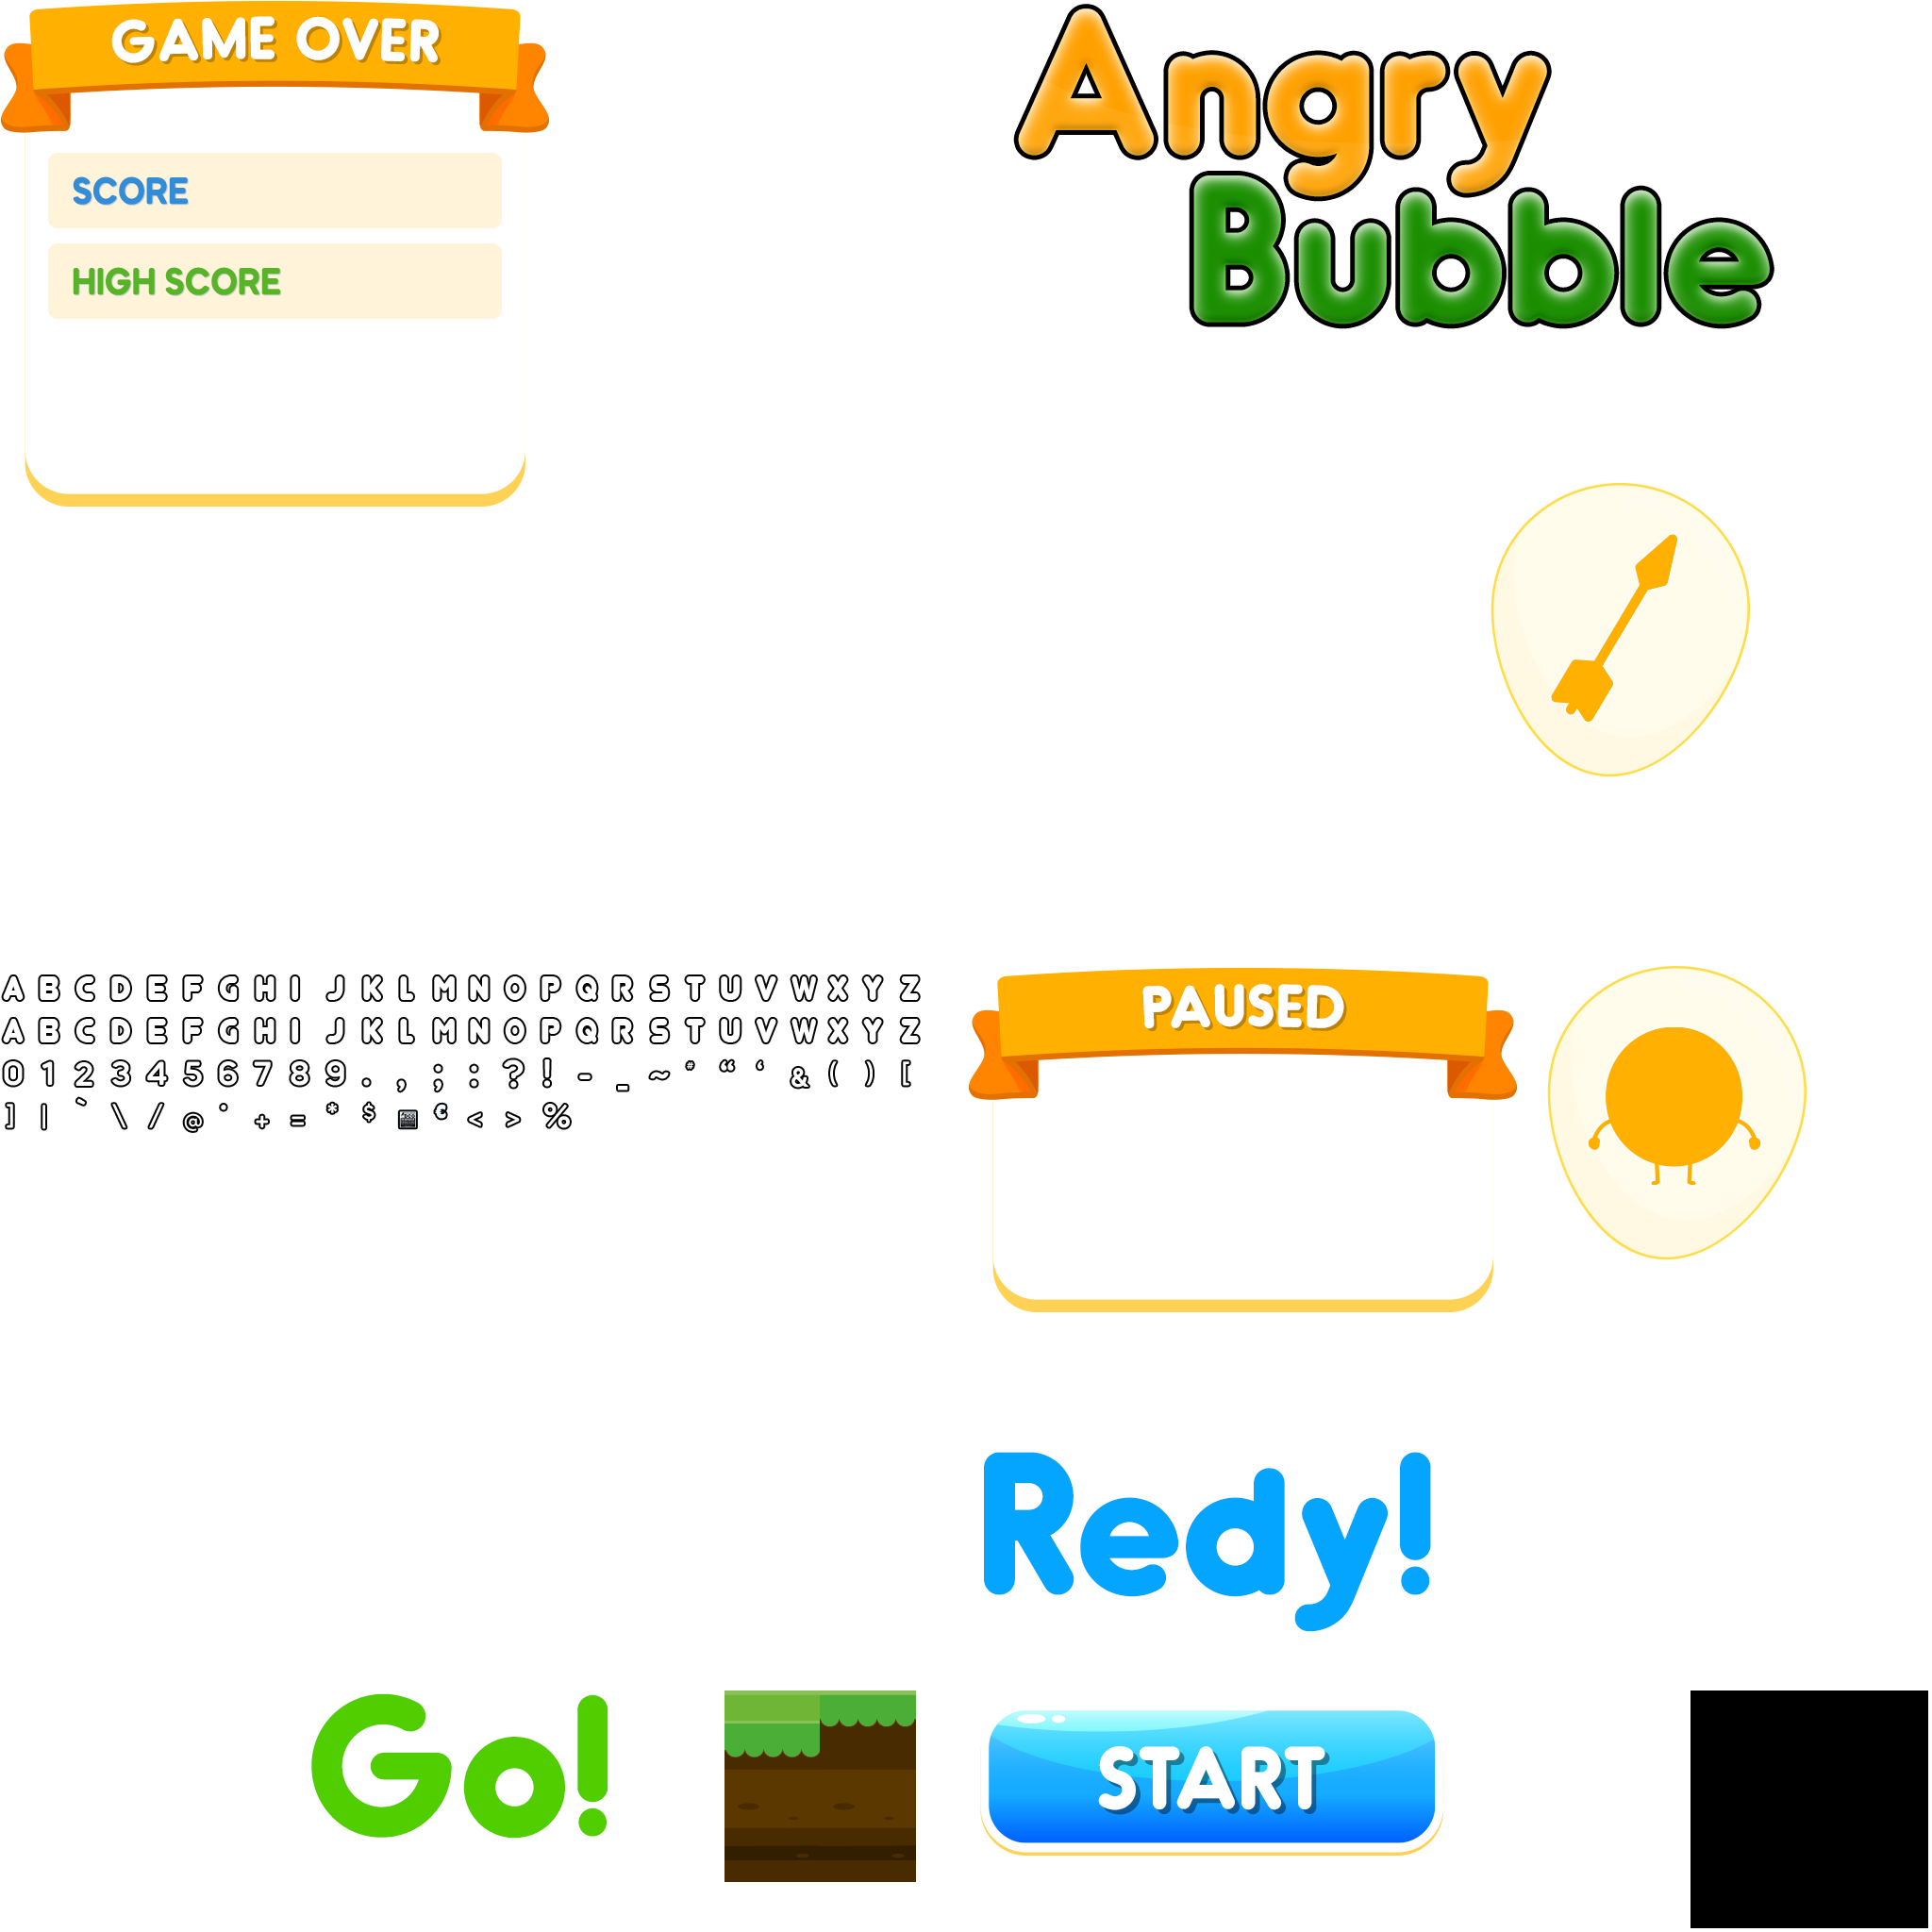 GAME OVER
SCORE
HIGH SCORE
Angry
Bubble
A B C D E F G H I J K L M N O P Q R S T U V W X Y Z
A B C D E F G H I J K L M N O P Q R S T U V W X Y Z
0 1 2 3 4 5 6 7 8 9 . , ; : ? ! - _ ~ # “ ‘ & ( ) [
] | ` \ / @ ° + = * $ € < > %
PAUSED
Redy!
Go!
START